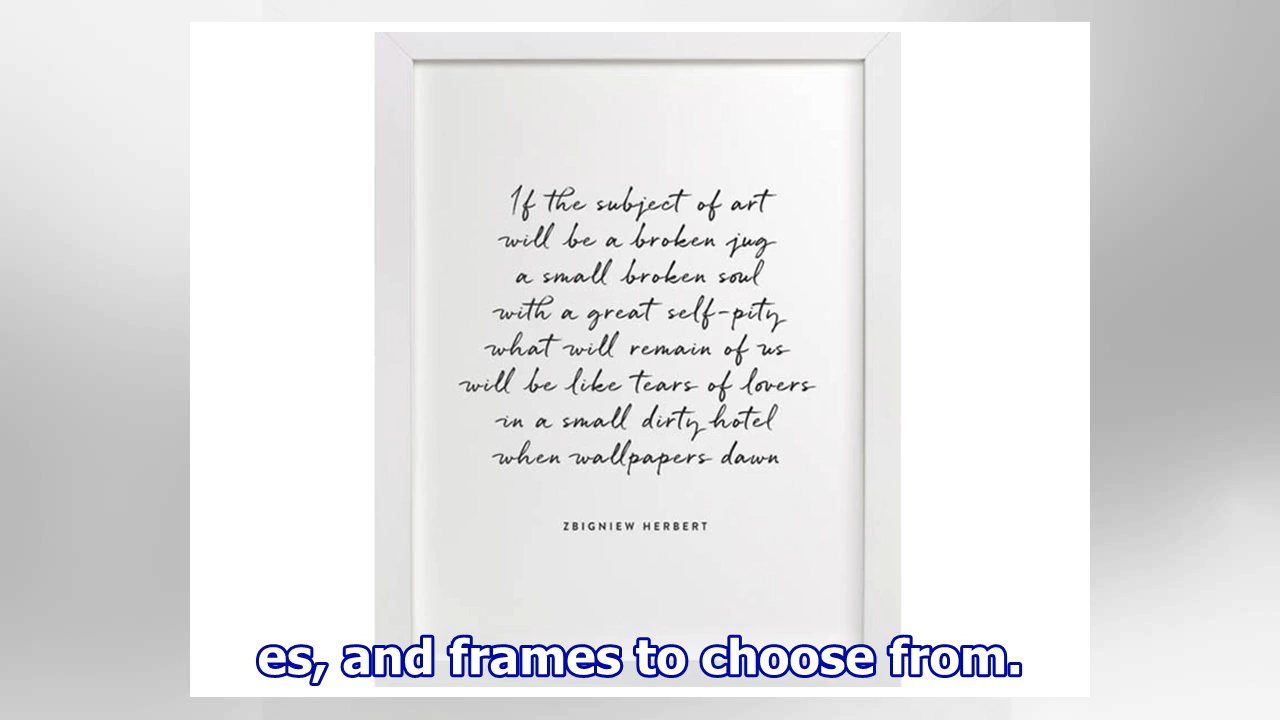 If the subject of art
will be a broken jug
a small broken soul
with a great self-pity
what will remain of us
will be like tears of lovers
in a small dirty hotel
when wallpapers dawn
ZBIGNIEW HERBERT
es, and frames to choose from.